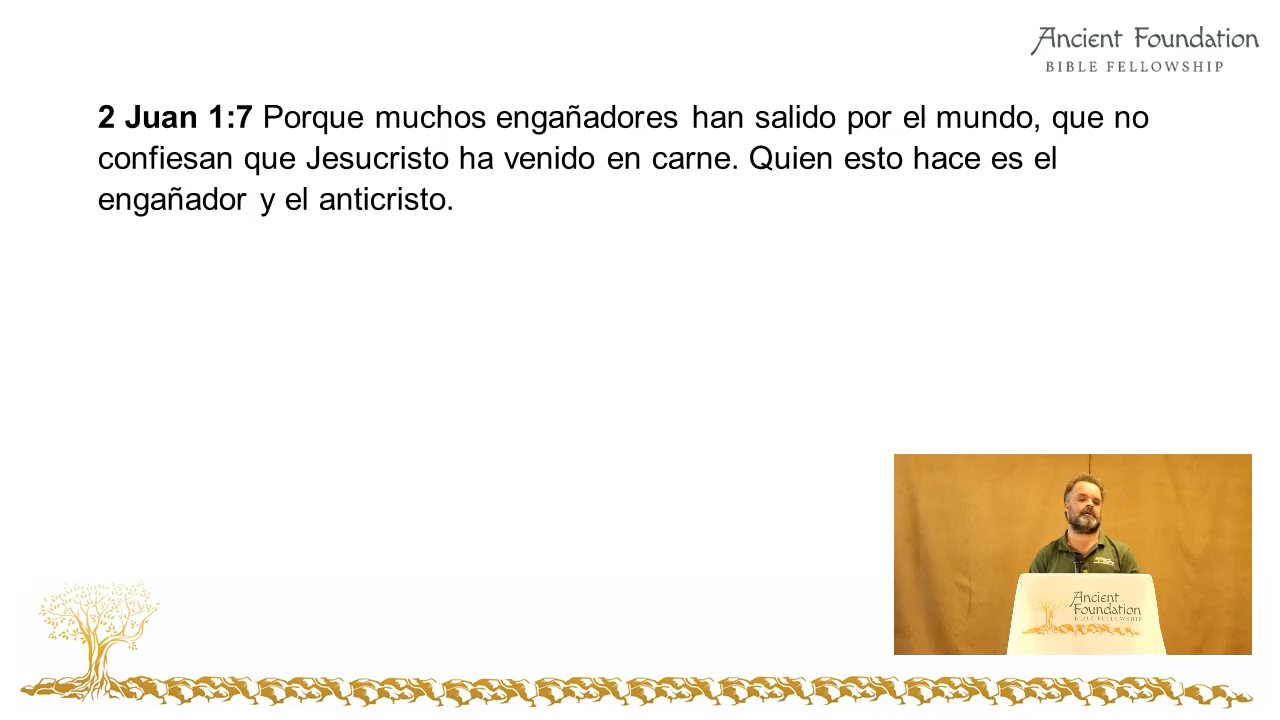 Ancient Foundation
BIBLE FELLOWSHIP
2 Juan 1:7 Porque muchos engañadores han salido por el mundo, que no
confiesan que Jesucristo ha venido en carne. Quien esto hace es el
engañador y el anticristo.
Ancient
Foundation
BIBLE FELLOWSHIP